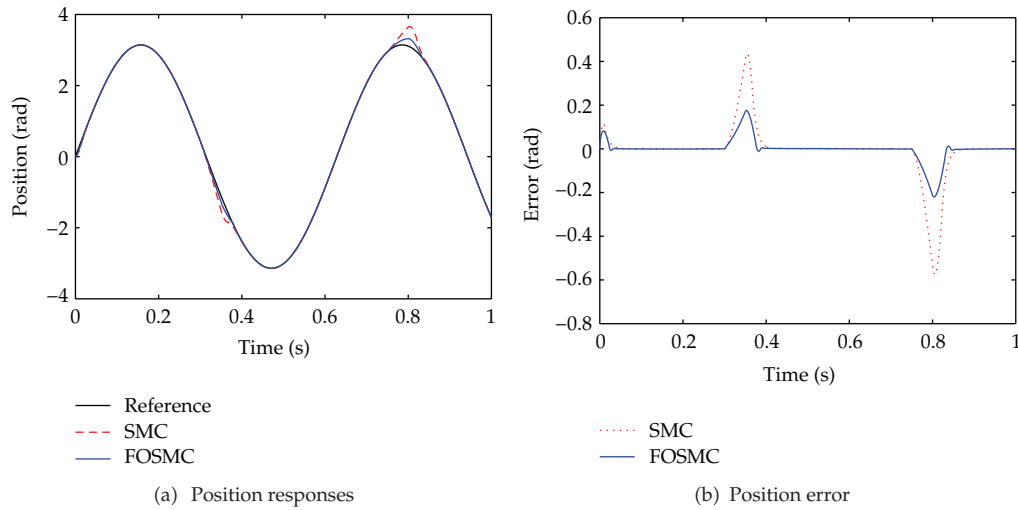 4
2
0
−2
−4
Position (rad)
0
0.2
0.4
0.6
0.8
1
Time (s)
Reference
SMC
FOSMC
(a) Position responses
0.6
0.4
0.2
0
−0.2
−0.4
−0.6
−0.8
Error (rad)
0
0.2
0.4
0.6
0.8
1
Time (s)
SMC
FOSMC
(b) Position error